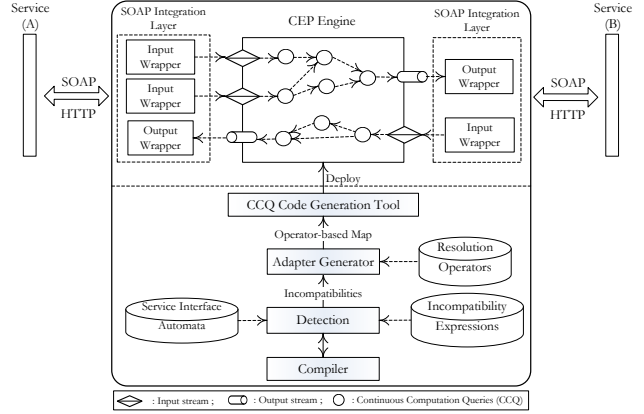 Service
(A)
SOAP Integration
Layer
CEP Engine
SOAP Integration
Layer
Service
(B)
Input
Wrapper
Input
Wrapper
Output
Wrapper
Output
Wrapper
Input
Wrapper
SOAP
HTTP
SOAP
HTTP
Deploy
CCQ Code Generation Tool
Operator-based Map
Adapter Generator
Resolution
Operators
Incompatibilities
Service Interface
Automata
Detection
Incompatibility
Expressions
Compiler
: Input stream ; : Output stream ; : Continuous Computation Queries (CCQ)